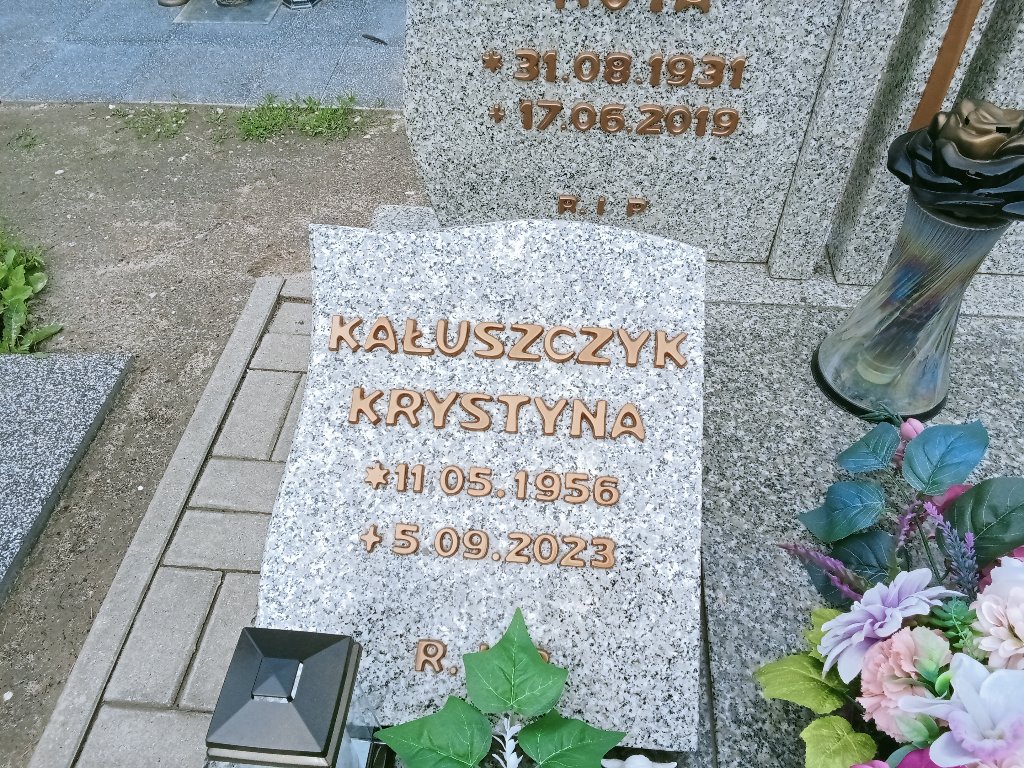 * 31.08.1931
+ 17.06.2019
R.I P
KAŁUSZCZYK
KRYSTYNA
*11 05.1956
+ 5 09.2023
R.